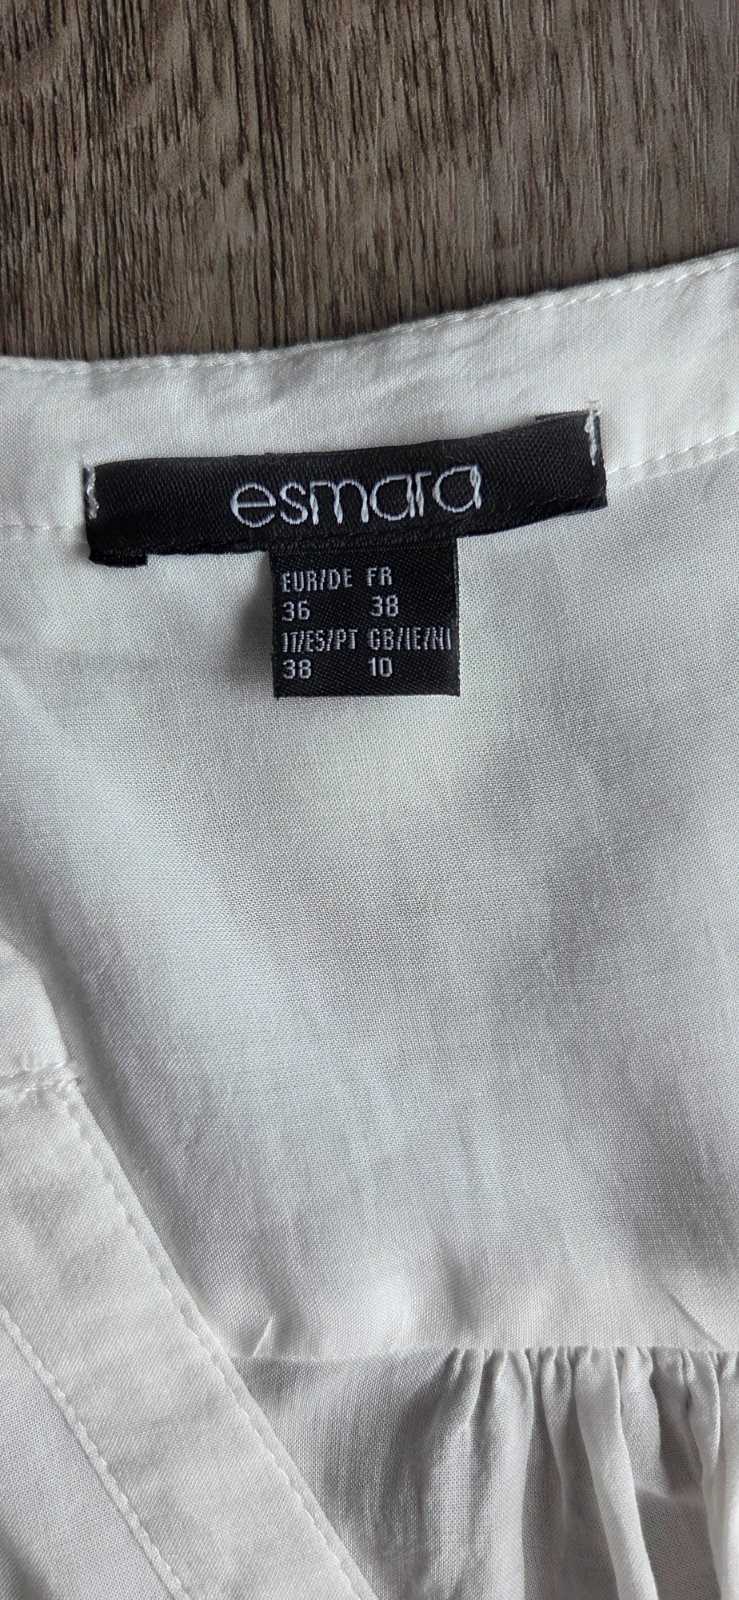 esmara
EUR/DE FR
36 38
IT/ES/PT GB/IE/NI
38 10